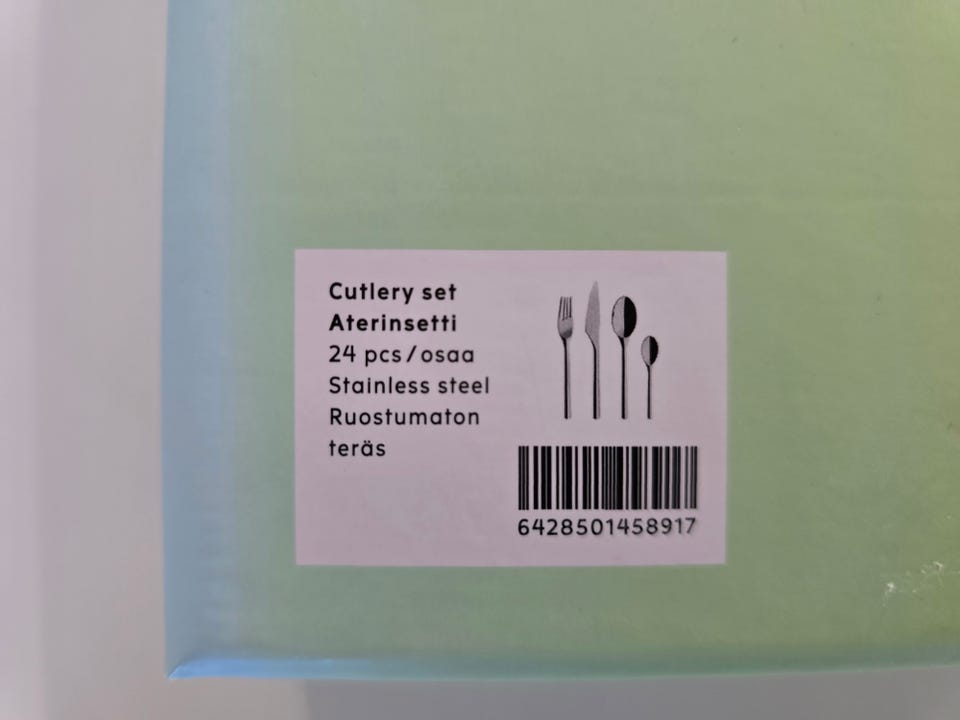 Cutlery set
Aterinsetti
24 pcs/osaa
Stainless steel
Ruostumaton
teräs
6428501458917